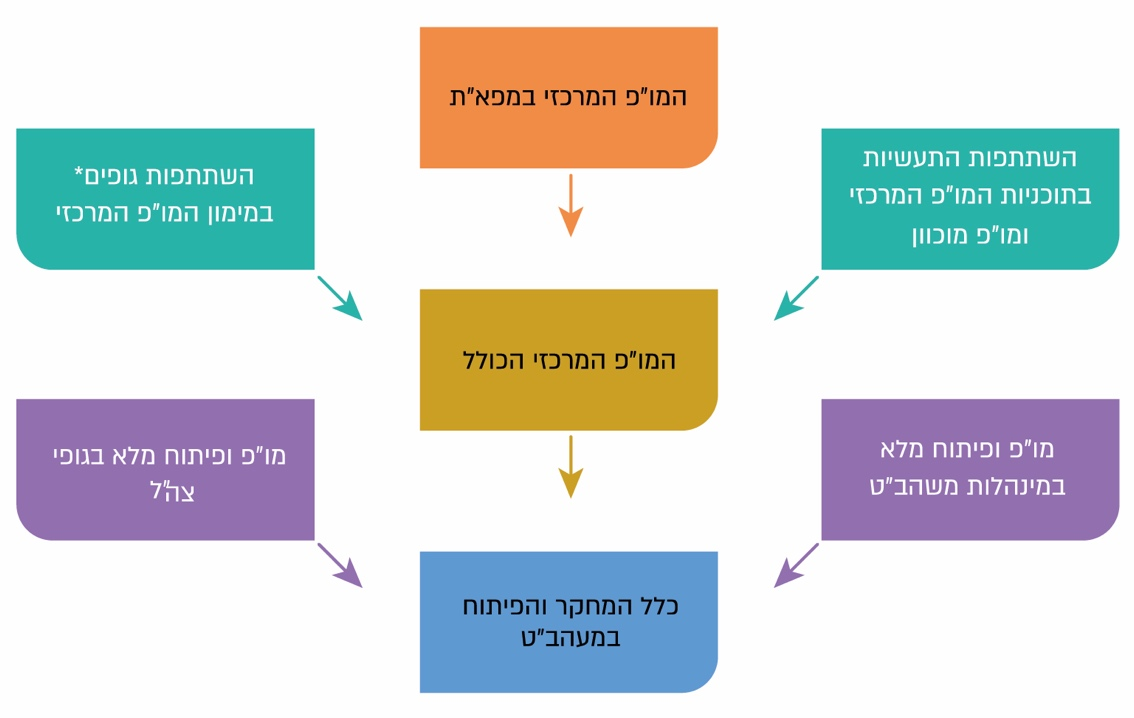 המו"פ המרכזי במפא"ת
השתתפות התעשיות
בתוכניות המו"פ המרכזי
ומו"פ מוכוון
השתתפות גופים*
במימון המו"פ המרכזי
המו"פ המרכזי הכולל
מו"פ ופיתוח מלא
במינהלות משהב"ט
מו"פ ופיתוח מלא בגופי
צה"ל
כלל המחקר והפיתוח
במעהב"ט